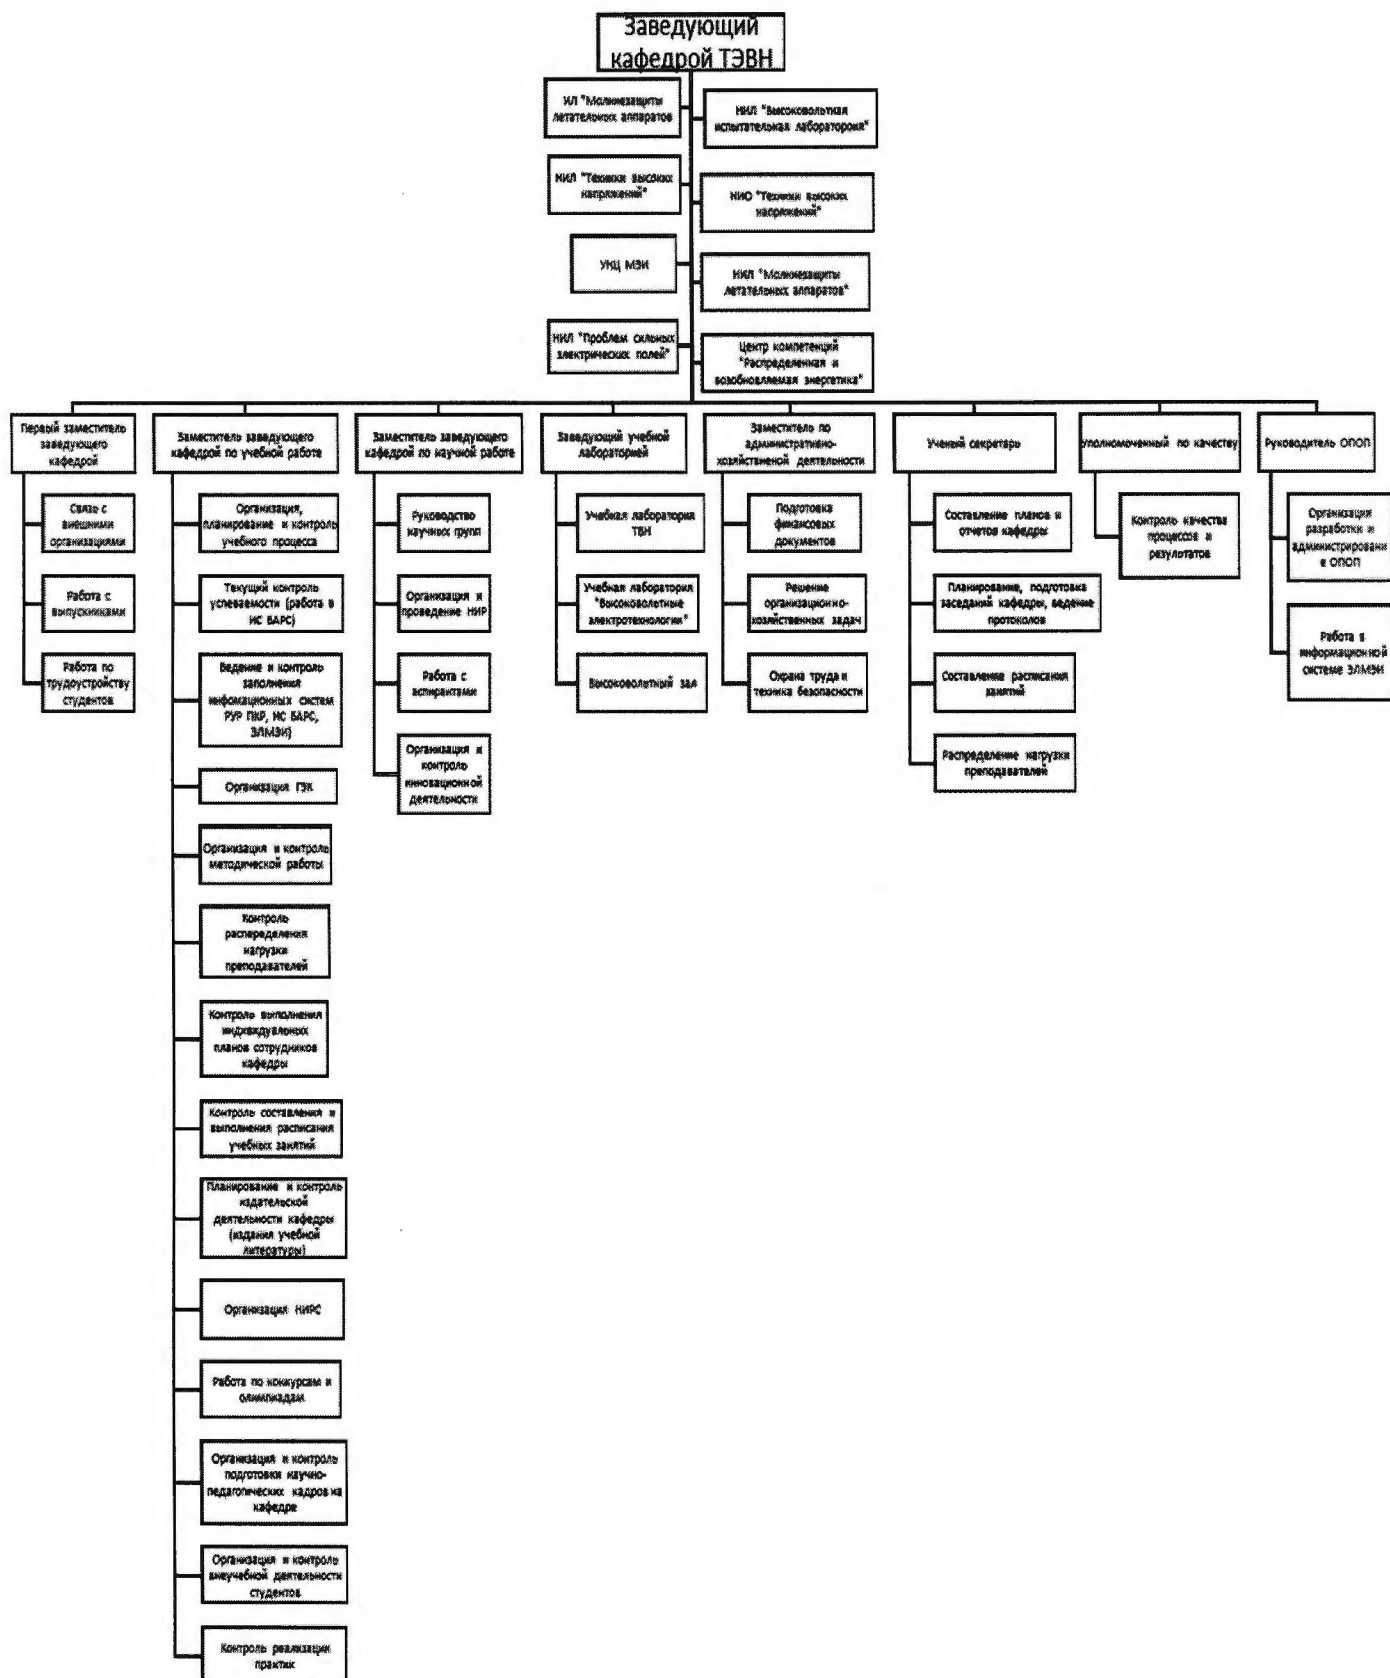 Заведующий
кафедрой ТЭВН
ИЛ "Молниезащиты
летательных аппаратов
НИЛ "Высоковольтная
испытательная лаборатороия"
НИЛ "Техники высоких
напряжений"
НИО "Техники высоких
напряжений"
УНЦ МЭИ
НИЛ "Молниезащиты
летательных аппаратов"
НИЛ "Проблем сильных
электрических полей"
Центр компетенций
"Распределенная и
возобновляемая энергетика"
Первый заместитель
заведующего
кафедрой
Связь с
внешними
организациями
Работа с
выпускниками
Работа по
трудоустройству
студентов
Заместитель заведующего
кафедрой по учебной работе
Организация,
планирование и контроль
учебного процесса
Текущий контроль
успеваемости (работа в
ИС БАРС)
Ведение и контроль
заполнения
инфомационных систем
РУР ПКР, ИС БАРС,
ЭЛМЭИ)
Организация ГЭК
Организация и контроль
методической работы
Контроль
распеределения
нагрузки
преподавателей
Контроль выполнения
индивидуальных
планов сотрудников
кафедры
Контроль составления и
выполнения расписания
учебных занятий
Планирование и контроль
издательской
деятельности кафедры
(издания учебной
литературы)
Организация НИРС
Работа по конкурсам и
олимпиадам
Организация и контроль
подготовки научно-
педагогических кадров на
кафедре
Организация и контроль
внеучебной деятельности
студентов
Контроль реализации
практик
Заместитель заведующего
кафедрой по научной работе
Руководство
научных групп
Организация и
проведение НИР
Работа с
аспирантами
Организация и
контроль
инновационной
деятельности
Заведующий учебной
лабораторией
Учебная лаборатория
ТВН
Учебная лаборатория
"Высоковольтные
электротехнологии"
Высоковольтный зал
Заместитель по
административно-
хозяйственой деятельности
Подготовка
финансовых
документов
Решение
организационно-
хозяйственных задач
Охрана труда и
техника безопасности
Ученый секретарь
Составление планов и
отчетов кафедры
Планирование, подготовка
заседаний кафедры, ведение
протоколов
Составление расписания
занятий
Распределение нагрузки
преподавателей
уполномоченный по качеству
Контроль качества
процессов и
результатов
Руководитель ОПОП
Организация
разработки и
администрировани
е ОПОП
Работа в
информационной
системе ЭЛМЭИ